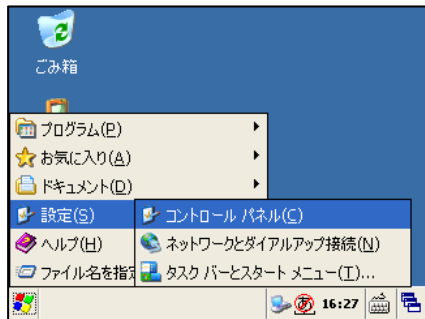 ごみ箱
プログラム(P)
お気に入り(A)
ドキュメント(D)
設定(S)
コントロール パネル(C)
ヘルプ(H)
ネットワークとダイアルアップ接続(N)
ファイル名を指定
タスク バーとスタート メニュー(T)...
あ 16:27